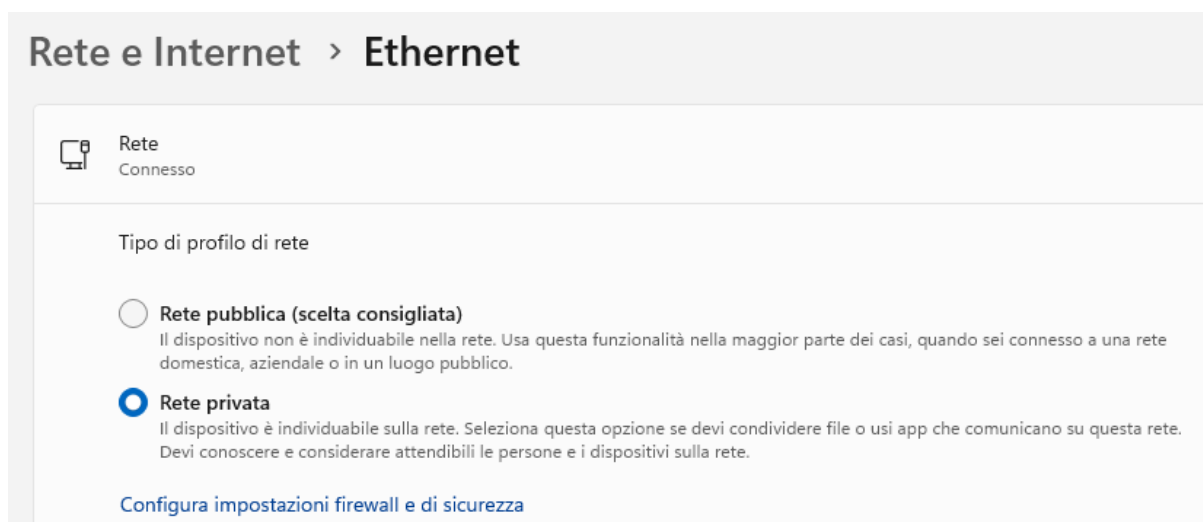 Rete e Internet > Ethernet
Rete
Connesso
Tipo di profilo di rete
Rete pubblica (scelta consigliata)
Il dispositivo non è individuabile nella rete. Usa questa funzionalità nella maggior parte dei casi, quando sei connesso a una rete
domestica, aziendale o in un luogo pubblico.
Rete privata
Il dispositivo è individuabile sulla rete. Seleziona questa opzione se devi condividere file o usi app che comunicano su questa rete.
Devi conoscere e considerare attendibili le persone e i dispositivi sulla rete.
Configura impostazioni firewall e di sicurezza